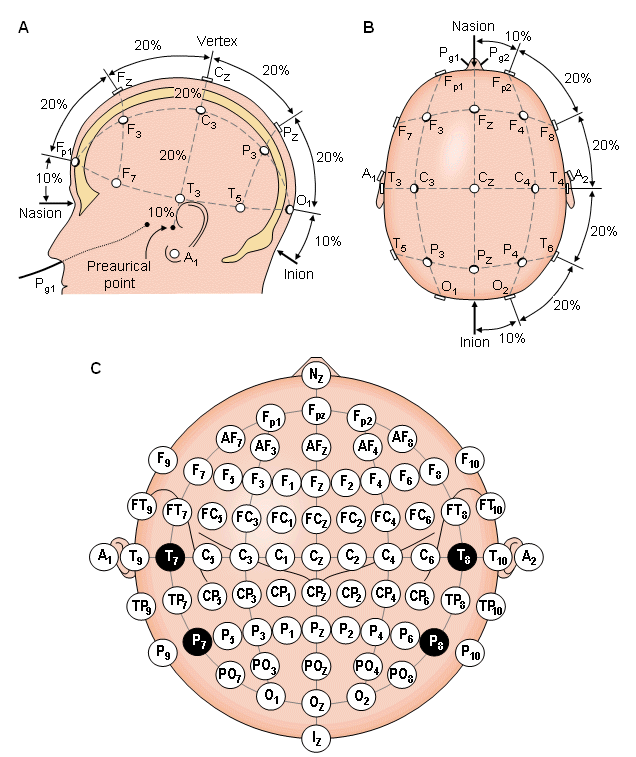 A
Vertex
20%
20%
Fz
Cz
20%
20%
20%
F3
C3
Pz
Fp1
P3
20%
20%
10%
F7
T3
T5
O1
Nasion
10%
10%
Preaurical
point
A1
Inion
Pg1
B
Nasion
10%
Pg1
Pg2
Fp1
Fp2
20%
F7
F3
Fz
F4
F8
20%
A1
T3
C3
Cz
C4
T4
A2
20%
T5
P3
Pz
P4
T6
O1
O2
20%
10%
Inion
C
Nz
Fp1 Fpz Fp2
AF7 AF3 AFz AF4 AF8
F9 F7 F5 F3 F1 Fz F2 F4 F6 F8 F10
FT9 FT7 FC5 FC3 FC1 FCz FC2 FC4 FC6 FT8 FT10
A1 T9 T7 C5 C3 C1 Cz C2 C4 C6 T8 T10 A2
TP9 TP7 CP5 CP3 CP1 CPz CP2 CP4 CP6 TP8 TP10
P9 P7 P5 P3 P1 Pz P2 P4 P6 P8 P10
PO7 PO3 POz PO4 PO8
O1 Oz O2
Iz